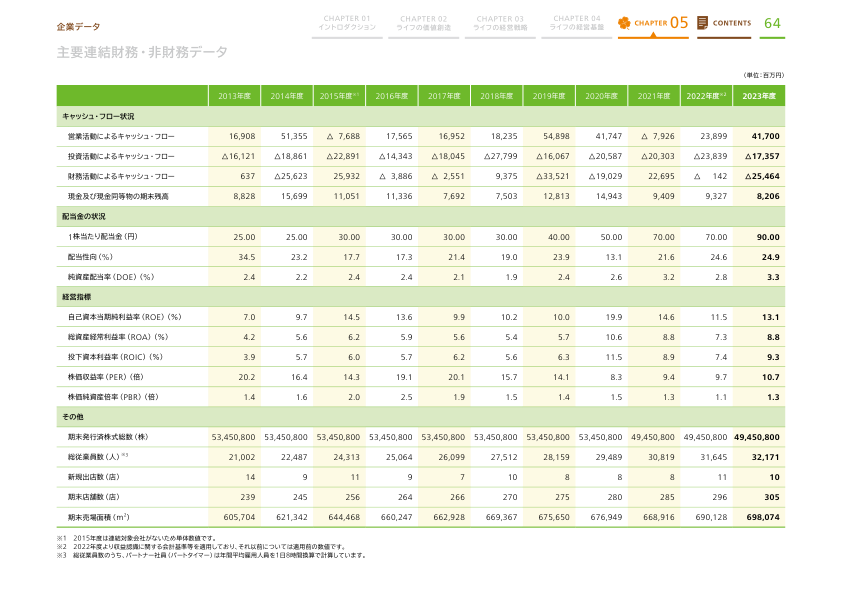 企業データ
CHAPTER 01
イントロダクション
CHAPTER 02
ライフの価値創造
CHAPTER 03
ライフの経営戦略
CHAPTER 04
ライフの経営基盤
CHAPTER 05
CONTENTS
64
主要連結財務・非財務データ
（単位：百万円）
2013年度 2014年度 2015年度※1 2016年度 2017年度 2018年度 2019年度 2020年度 2021年度 2022年度※2 2023年度
キャッシュ・フロー状況
営業活動によるキャッシュ・フロー 16,908 51,355 △ 7,688 17,565 16,952 18,235 54,898 41,747 △ 7,926 23,899 41,700
投資活動によるキャッシュ・フロー △16,121 △18,861 △22,891 △14,343 △18,045 △27,799 △16,067 △20,587 △20,303 △23,839 △17,357
財務活動によるキャッシュ・フロー 637 △25,623 25,932 △ 3,886 △ 2,551 9,375 △33,521 △19,029 22,695 △ 142 △25,464
現金及び現金同等物の期末残高 8,828 15,699 11,051 11,336 7,692 7,503 12,813 14,943 9,409 9,327 8,206
配当金の状況
1株当たり配当金（円） 25.00 25.00 30.00 30.00 30.00 30.00 40.00 50.00 70.00 70.00 90.00
配当性向（%） 34.5 23.2 17.7 17.3 21.4 19.0 23.9 13.1 21.6 24.6 24.9
純資産配当率（DOE）（%） 2.4 2.2 2.4 2.4 2.1 1.9 2.4 2.6 3.2 2.8 3.3
経営指標
自己資本当期純利益率（ROE）（%） 7.0 9.7 14.5 13.6 9.9 10.2 10.0 19.9 14.6 11.5 13.1
総資産経常利益率（ROA）（%） 4.2 5.6 6.2 5.9 5.6 5.4 5.7 10.6 8.8 7.3 8.8
投下資本利益率（ROIC）（%） 3.9 5.7 6.0 5.7 6.2 5.6 6.3 11.5 8.9 7.4 9.3
株価収益率（PER）（倍） 20.2 16.4 14.3 19.1 20.1 15.7 14.1 8.3 9.4 9.7 10.7
株価純資産倍率（PBR）（倍） 1.4 1.6 2.0 2.5 1.9 1.5 1.4 1.5 1.3 1.1 1.3
その他
期末発行済株式総数（株） 53,450,800 53,450,800 53,450,800 53,450,800 53,450,800 53,450,800 53,450,800 53,450,800 49,450,800 49,450,800 49,450,800
総従業員数（人）※3 21,002 22,487 24,313 25,064 26,099 27,512 28,159 29,489 30,819 31,645 32,171
新規出店数（店） 14 9 11 9 7 10 8 8 8 11 10
期末店舗数（店） 239 245 256 264 266 270 275 280 285 296 305
期末売場面積（m²） 605,704 621,342 644,468 660,247 662,928 669,367 675,650 676,949 668,916 690,128 698,074
※1 2015年度は連結対象会社がないため単体数値です。
※2 2022年度より収益認識に関する会計基準等を適用しており、それ以前については適用前の数値です。
※3 総従業員数のうち、パートナー社員（パートタイマー）は年間平均雇用人員を1日8時間換算で計算しています。